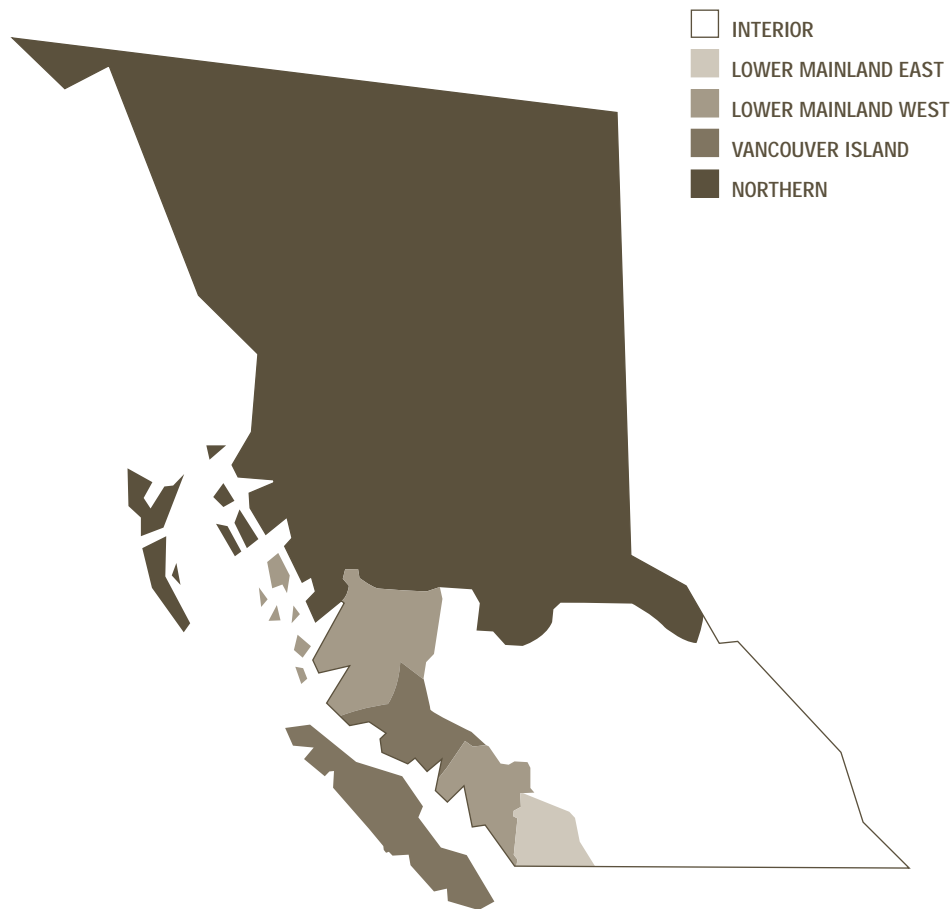 INTERIOR
LOWER MAINLAND EAST
LOWER MAINLAND WEST
VANCOUVER ISLAND
NORTHERN